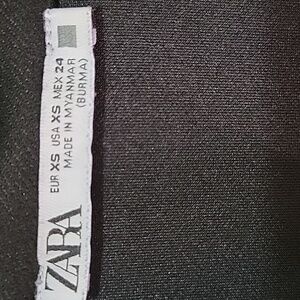 ZARA
EUR XS USA XS MEX 24
MADE IN MYANMAR
(BURMA)